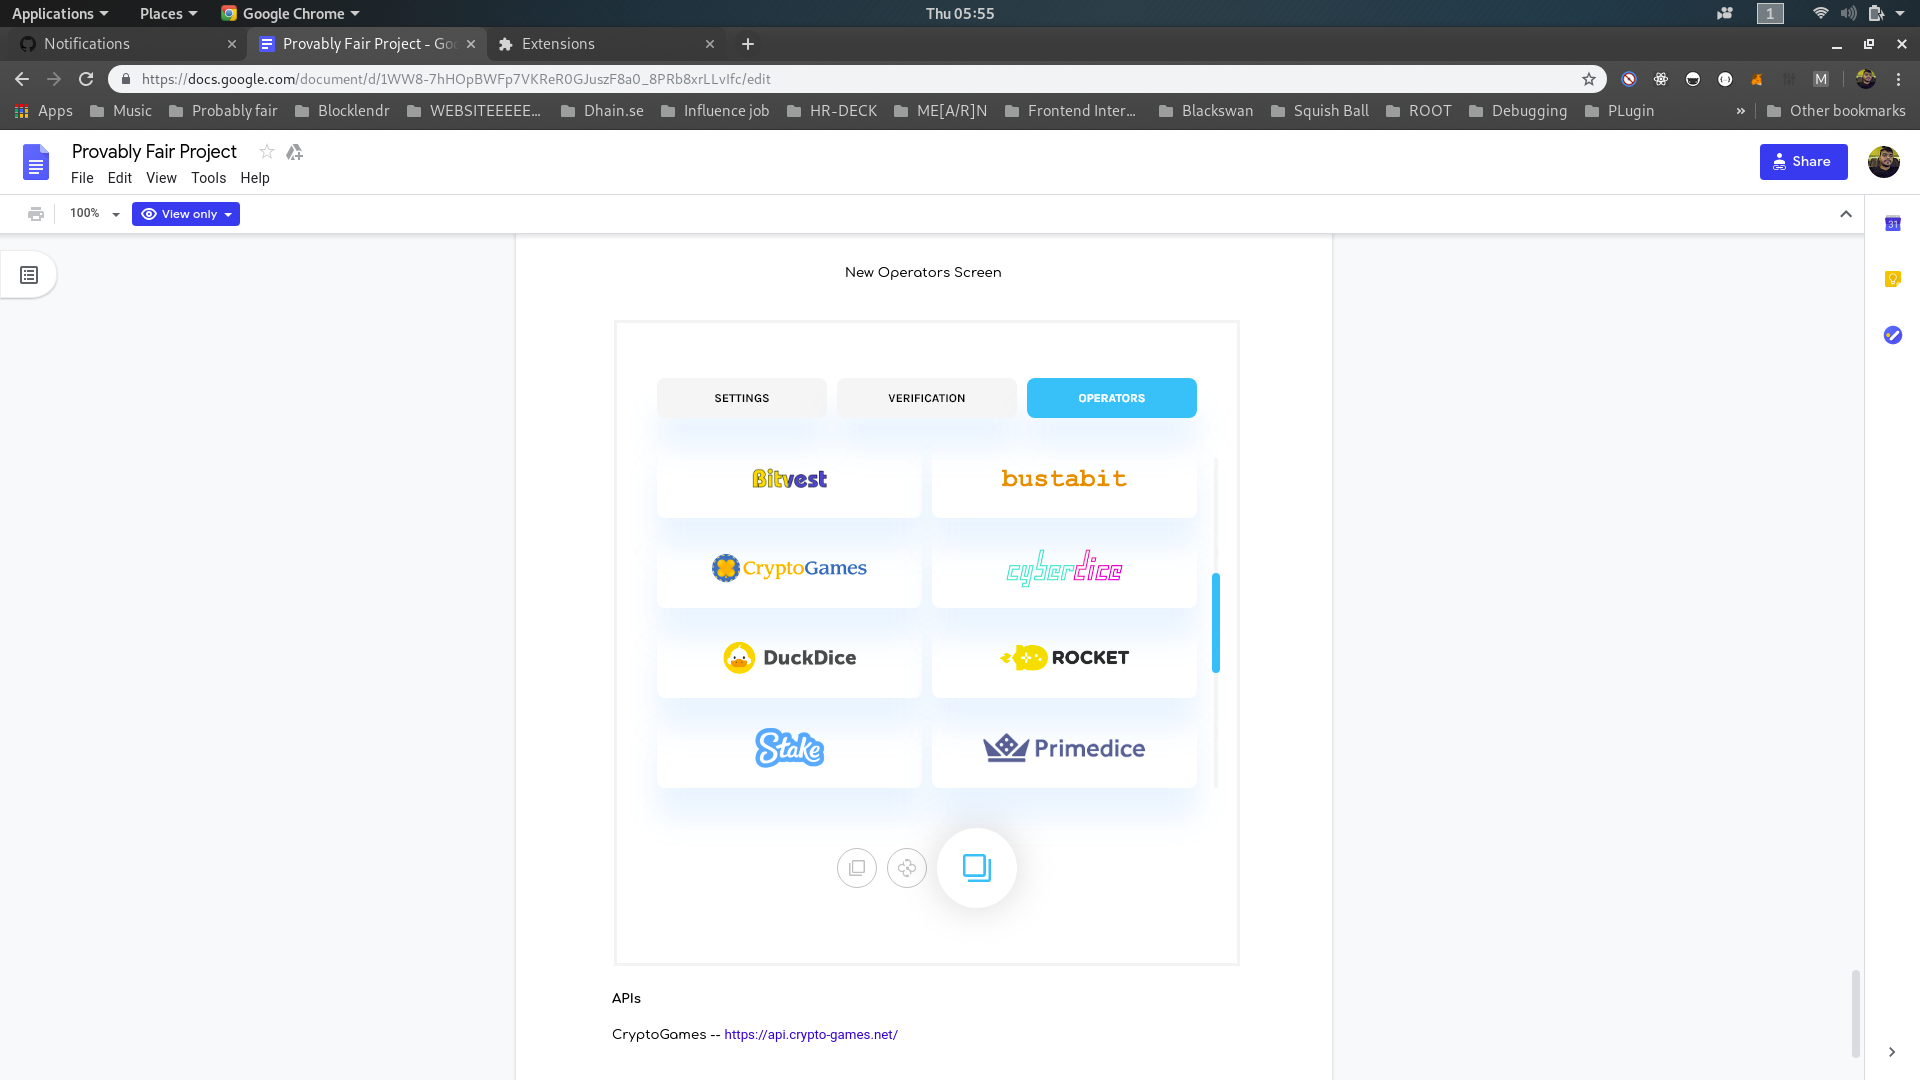 Applications Places Google Chrome Thu 05:55 1
Notifications Provably Fair Project - Goo Extensions
https://docs.google.com/document/d/1WW8-7hHOpBWFp7VKReR0GJuszF8a0_8PRb8xrLLvIfc/edit M
Apps Music Probably fair Blocklendr WEBSITEEEEE... Dhain.se Influence job HR-DECK ME[A/R]N Frontend Inter... Blackswan Squish Ball ROOT Debugging PLugin » Other bookmarks
Provably Fair Project
Share
File Edit View Tools Help
100% View only
31
New Operators Screen
SETTINGS VERIFICATION OPERATORS
Bitvest bustabit
CryptoGames cyberdice
DuckDice ROCKET
Stake Primedice
APIs
CryptoGames -- https://api.crypto-games.net/